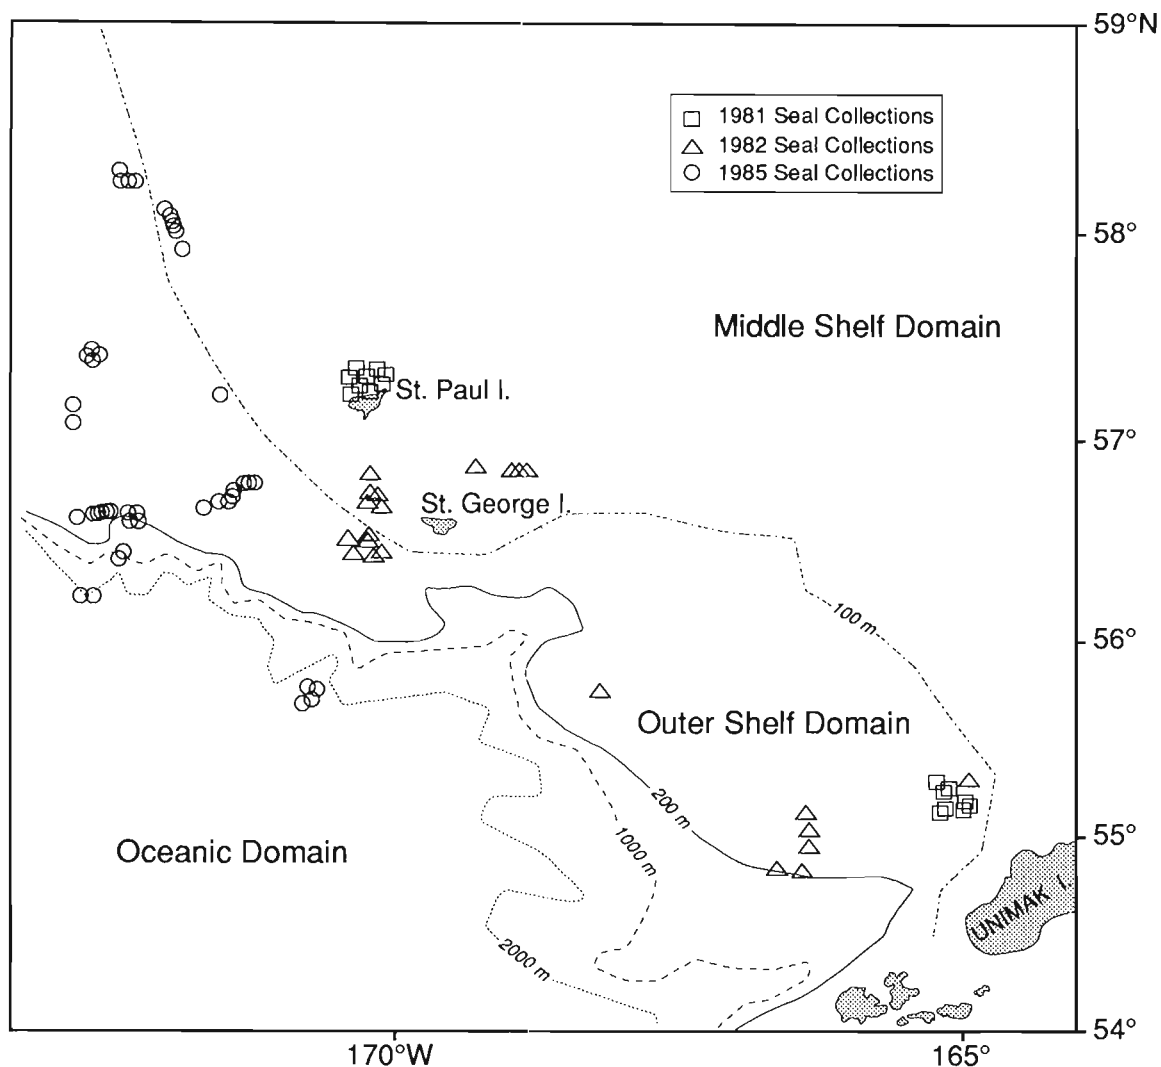 59°N
1981 Seal Collections
1982 Seal Collections
1985 Seal Collections
58°
Middle Shelf Domain
St. Paul I.
57°
St. George I.
100 m
56°
Outer Shelf Domain
200 m
1000 m
55°
Oceanic Domain
UNIMAK I.
2000 m
54°
170°W
165°